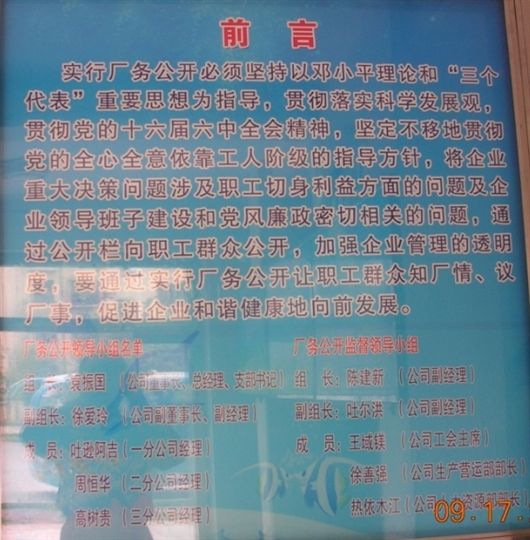 前 言
实行厂务公开必须坚持以邓小平理论和“三个
代表”重要思想为指导，贯彻落实科学发展观，
贯彻党的十六届六中全会精神，坚定不移地贯彻
党的全心全意依靠工人阶级的指导方针，将企业
重大决策问题涉及职工切身利益方面的问题及企
业领导班子建设和党风廉政密切相关的问题，通
过公开栏向职工群众公开，加强企业管理的透明
度，要通过实行厂务公开让职工群众知厂情、议
厂事，促进企业和谐健康地向前发展。
厂务公开领导小组名单
组 长：袁振国（公司董事长、总经理、支部书记）
副组长：徐爱玲（公司副董事长、副经理）
成 员：吐逊阿吉（一分公司经理）
周恒华（二分公司经理）
高树贵（三分公司经理）
厂务公开监督领导小组
组 长：陈建新（公司副经理）
副组长：吐尔洪（公司副经理）
成 员：王域镁（公司工会主席）
徐善强（公司生产营运部部长）
热依木江（公司人力资源部部长）
09.17.